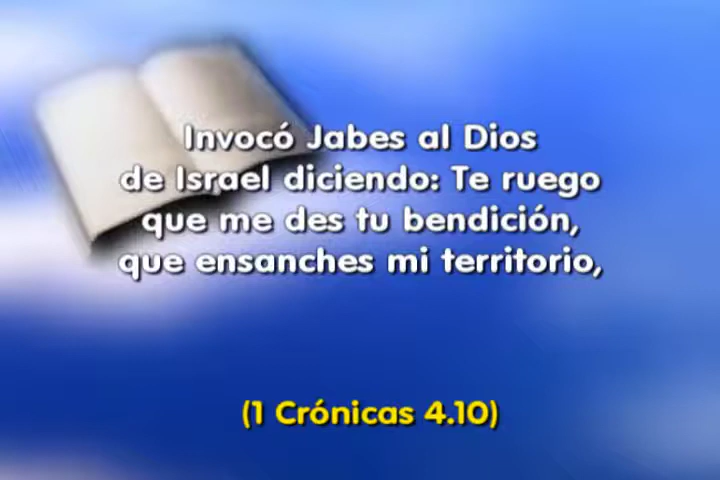 Invocó Jabes al Dios
de Israel diciendo: Te ruego
que me des tu bendición,
que ensanches mi territorio,
(1 Crónicas 4.10)